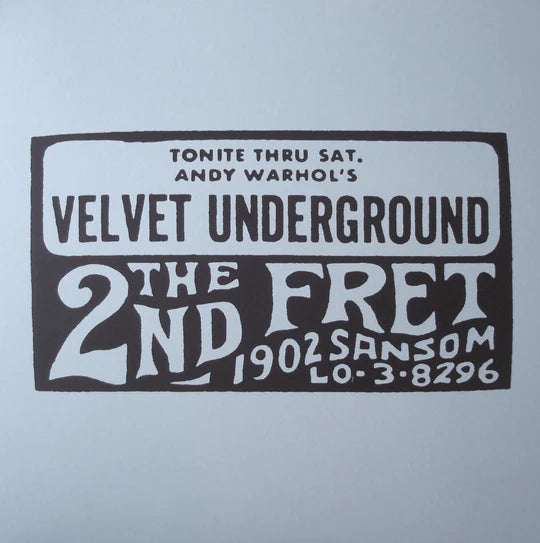 TONITE THRU SAT.
ANDY WARHOL'S
VELVET UNDERGROUND
THE
2ND FRET
1902 SANSOM
LO-3-8296